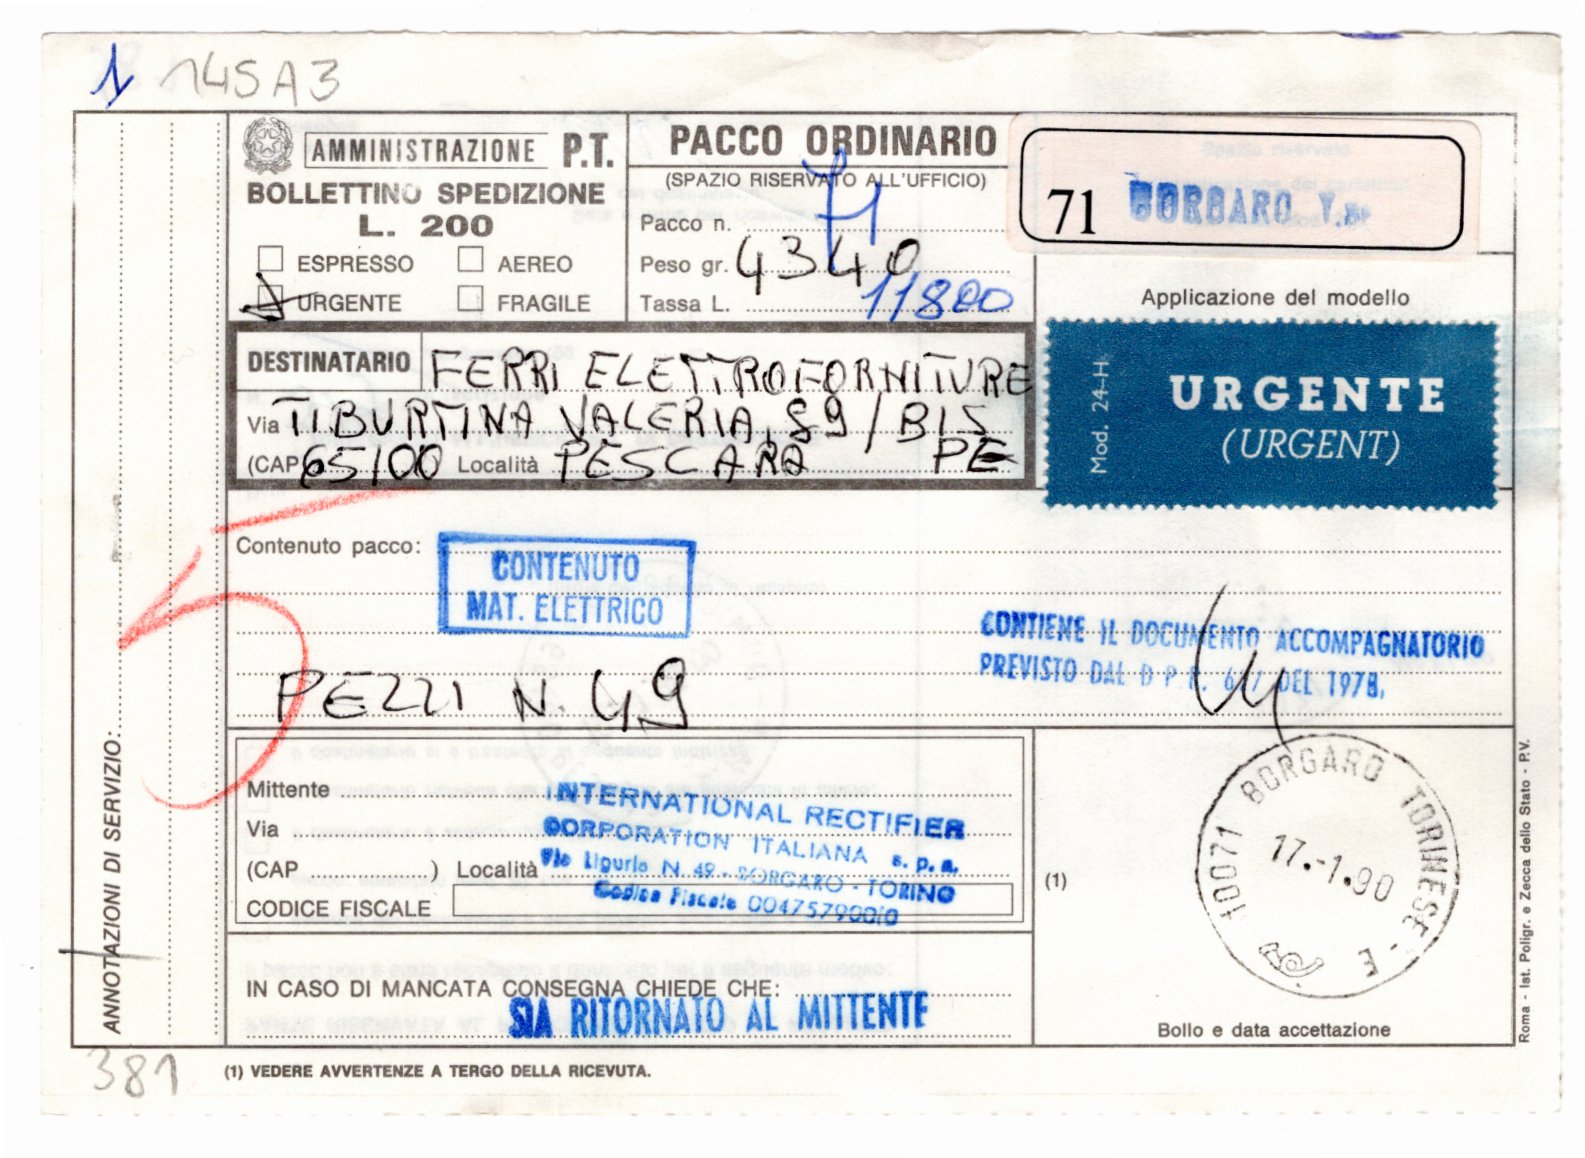 1 145A3
AMMINISTRAZIONE P.T.
BOLLETTINO SPEDIZIONE
L. 200
ESPRESSO AEREO
URGENTE FRAGILE
PACCO ORDINARIO
(SPAZIO RISERVATO ALL'UFFICIO)
Pacco n. 71
Peso gr. 4340
Tassa L. 11800
71 BORGARO T.se
Applicazione del modello
Mod. 24-H
URGENTE
(URGENT)
DESTINATARIO FERRI ELETTROFORNITURE
Via TIBURTINA VALERIA, 89/BIS
(CAP 65100 Località PESCARA PE
5
Contenuto pacco:
CONTENUTO
MAT. ELETTRICO
CONTIENE IL DOCUMENTO ACCOMPAGNATORIO
PREVISTO DAL D P R. 627 DEL 1978.
PEZZI N. 49
Mittente INTERNATIONAL RECTIFIER
Via CORPORATION ITALIANA s.p.a.
(CAP ) Località Via Liguria N. 49 - BORGARO - TORINO
CODICE FISCALE Codice Fiscale 00475790010
(1)
10071 BORGARO TORINESE - E
17.-1.90
IN CASO DI MANCATA CONSEGNA CHIEDE CHE:
SIA RITORNATO AL MITTENTE
Bollo e data accettazione
ANNOTAZIONI DI SERVIZIO:
Roma - Ist. Poligr. e Zecca dello Stato - P.V.
381
(1) VEDERE AVVERTENZE A TERGO DELLA RICEVUTA.